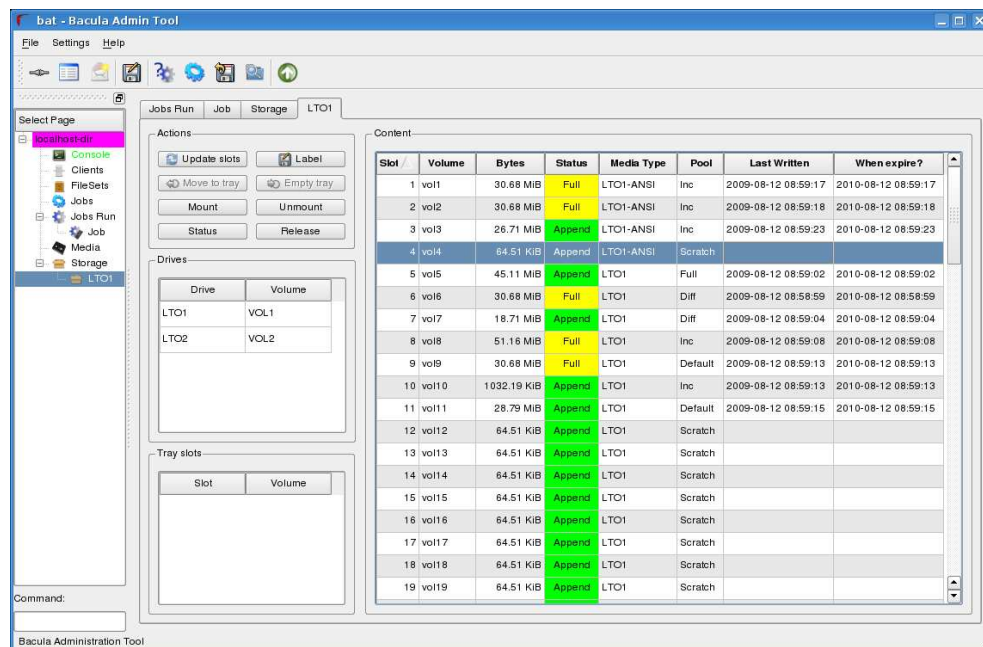 bat - Bacula Admin Tool
File Settings Help
Select Page
localhost-dir
Console
Clients
FileSets
Jobs
Jobs Run
Job
Media
Storage
LTO1
Command:
Jobs Run Job Storage LTO1
Actions
Update slots Label
Move to tray Empty tray
Mount Unmount
Status Release
Drives
Drive Volume
LTO1 VOL1
LTO2 VOL2
Tray slots
Slot Volume
Content
Slot Volume Bytes Status Media Type Pool Last Written When expire?
1 vol1 30.68 MiB Full LTO1-ANSI Inc 2009-08-12 08:59:17 2010-08-12 08:59:17
2 vol2 30.68 MiB Full LTO1-ANSI Inc 2009-08-12 08:59:18 2010-08-12 08:59:18
3 vol3 26.71 MiB Append LTO1-ANSI Inc 2009-08-12 08:59:23 2010-08-12 08:59:23
4 vol4 64.51 KiB Append LTO1-ANSI Scratch
5 vol5 45.11 MiB Append LTO1 Full 2009-08-12 08:59:02 2010-08-12 08:59:02
6 vol6 30.68 MiB Full LTO1 Diff 2009-08-12 08:58:59 2010-08-12 08:58:59
7 vol7 18.71 MiB Append LTO1 Diff 2009-08-12 08:59:04 2010-08-12 08:59:04
8 vol8 51.16 MiB Full LTO1 Inc 2009-08-12 08:59:08 2010-08-12 08:59:08
9 vol9 30.68 MiB Full LTO1 Default 2009-08-12 08:59:13 2010-08-12 08:59:13
10 vol10 1032.19 KiB Append LTO1 Inc 2009-08-12 08:59:13 2010-08-12 08:59:13
11 vol11 28.79 MiB Append LTO1 Default 2009-08-12 08:59:15 2010-08-12 08:59:15
12 vol12 64.51 KiB Append LTO1 Scratch
13 vol13 64.51 KiB Append LTO1 Scratch
14 vol14 64.51 KiB Append LTO1 Scratch
15 vol15 64.51 KiB Append LTO1 Scratch
16 vol16 64.51 KiB Append LTO1 Scratch
17 vol17 64.51 KiB Append LTO1 Scratch
18 vol18 64.51 KiB Append LTO1 Scratch
19 vol19 64.51 KiB Append LTO1 Scratch
Bacula Administration Tool